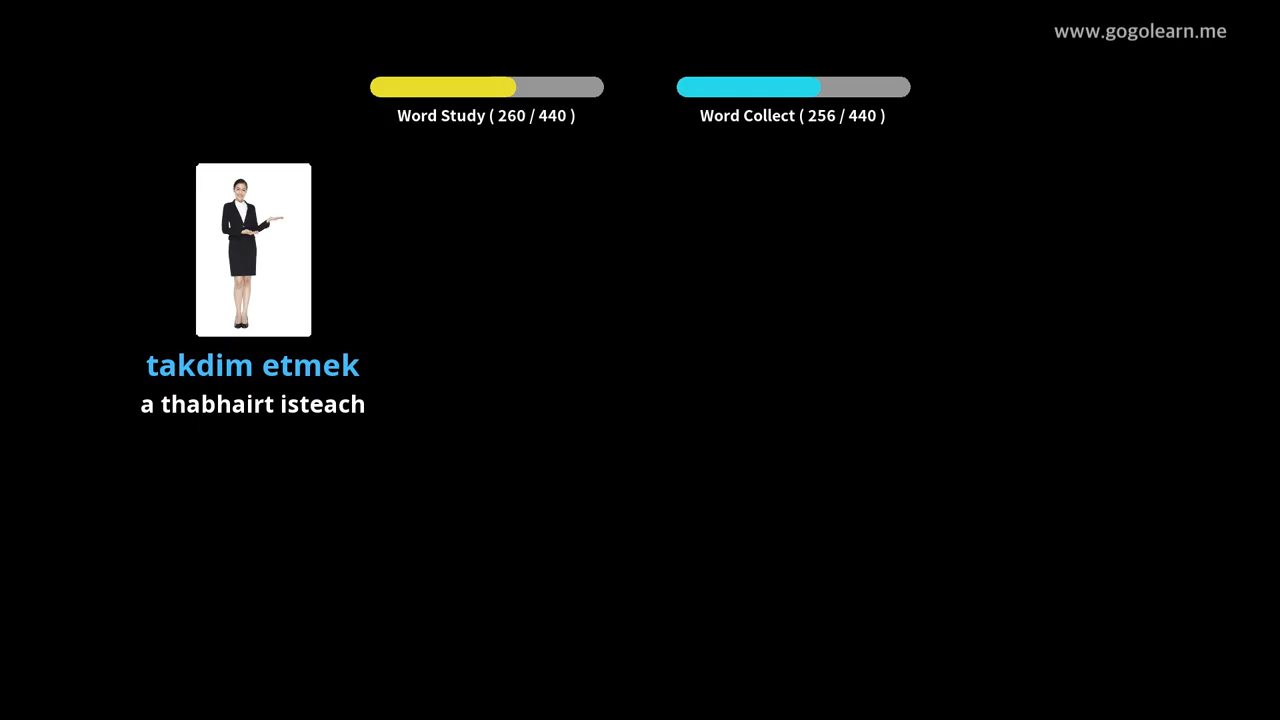 www.gogolearn.me
Word Study ( 260 / 440 )
Word Collect ( 256 / 440 )
takdim etmek
a thabhairt isteach